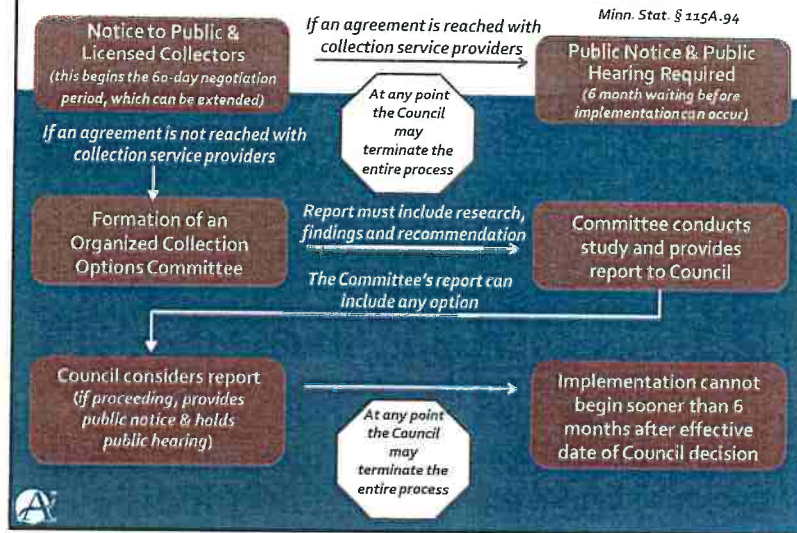 Minn. Stat. § 115A.94
Notice to Public &
Licensed Collectors
(this begins the 60-day negotiation
period, which can be extended)
If an agreement is reached with
collection service providers
Public Notice & Public
Hearing Required
(6 month waiting before
implementation can occur)
At any point
the Council
may
terminate the
entire process
If an agreement is not reached with
collection service providers
Formation of an
Organized Collection
Options Committee
Report must include research,
findings and recommendation
Committee conducts
study and provides
report to Council
The Committee's report can
include any option
Council considers report
(if proceeding, provides
public notice & holds
public hearing)
At any point
the Council
may
terminate the
entire process
Implementation cannot
begin sooner than 6
months after effective
date of Council decision
A